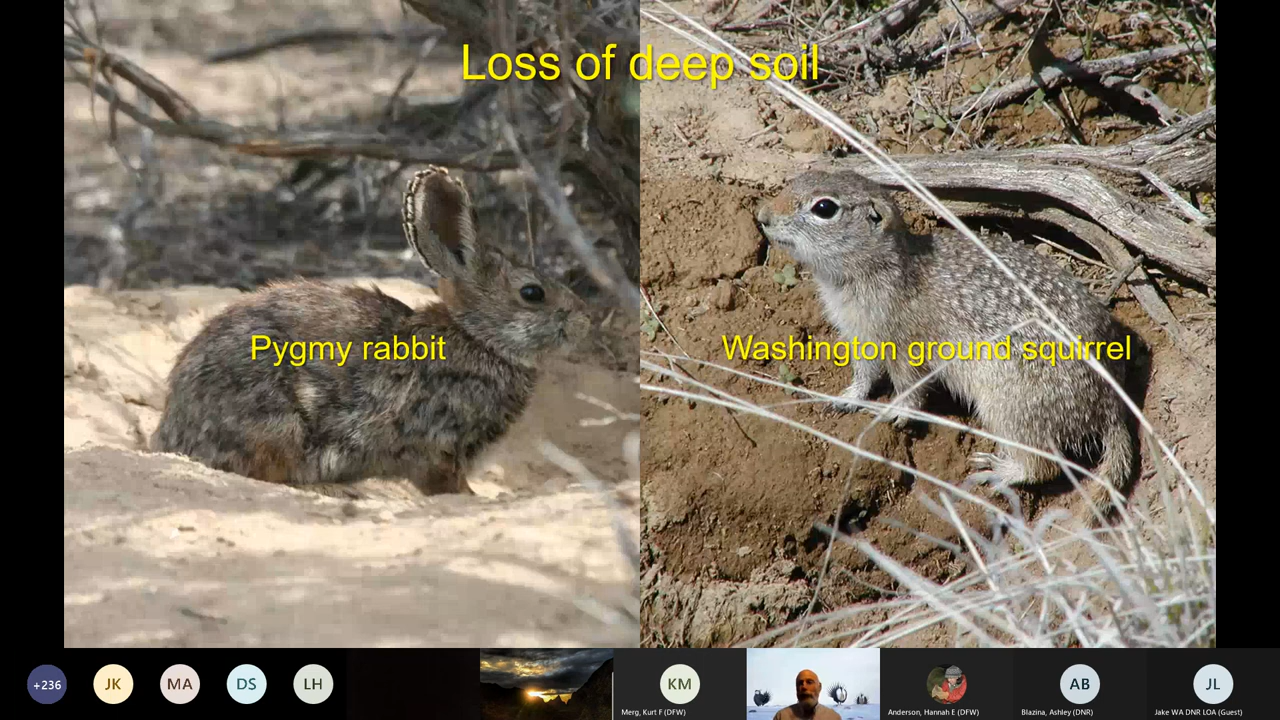 Loss of deep soil
Pygmy rabbit
Washington ground squirrel
+236
JK
MA
DS
LH
KM
Merg, Kurt F (DFW)
Anderson, Hannah E (DFW)
AB
Blazina, Ashley (DNR)
JL
Jake WA DNR LOA (Guest)